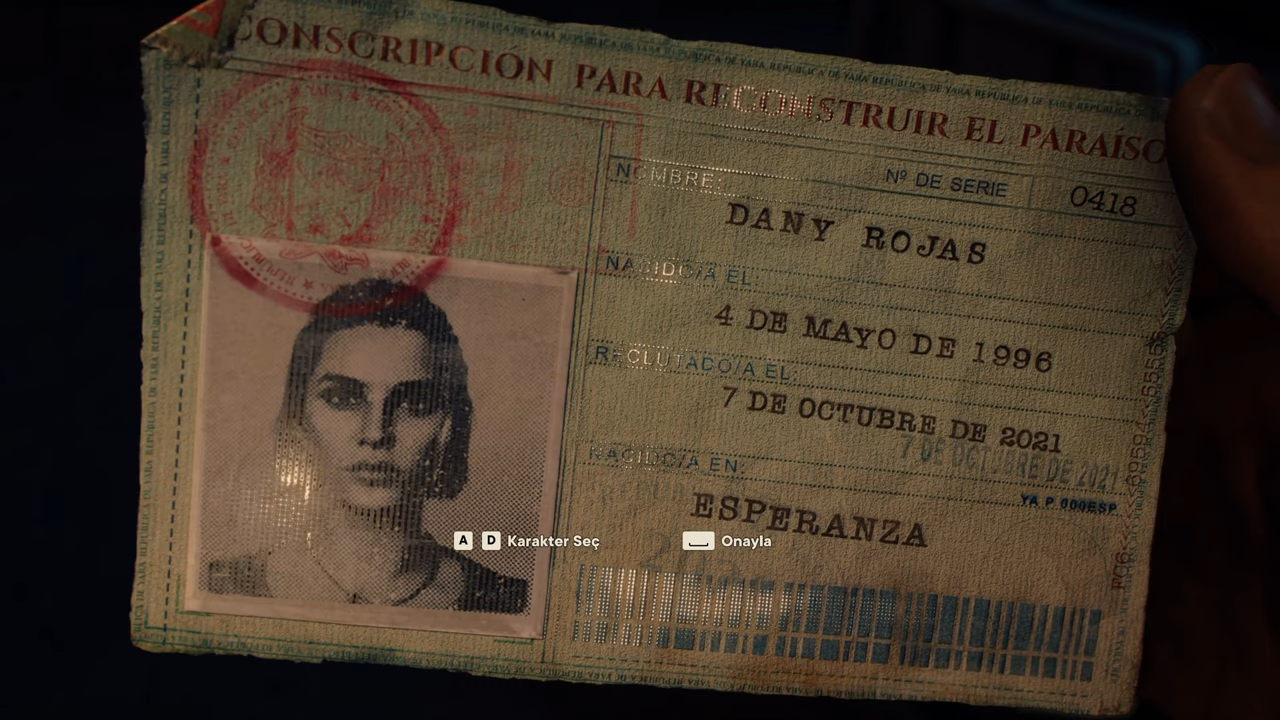 CONSCRIPCIÓN PARA RECONSTRUIR EL PARAÍSO
NOMBRE:
Nº DE SERIE
0418
DANY ROJAS
NACIDO/A EL
4 DE MAYO DE 1996
RECLUTADO/A EL:
7 DE OCTUBRE DE 2021
7 DE OCTUBRE DE 2021
NACIDO/A EN:
YA P 000ESP
ESPERANZA
A D Karakter Seç
Onayla